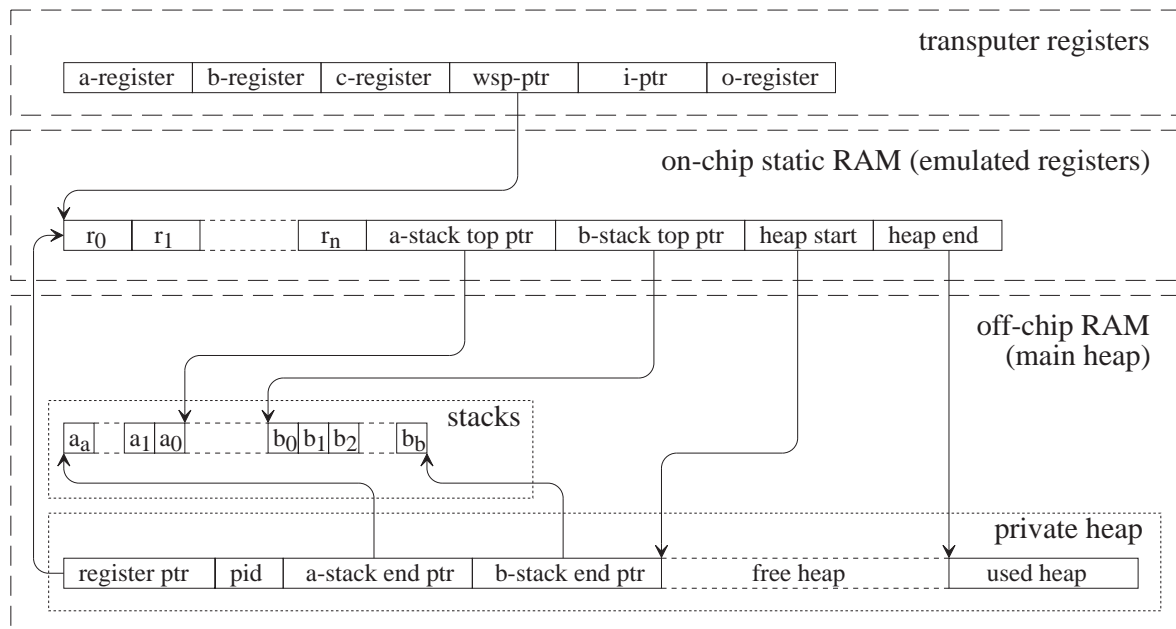 transputer registers
a-register b-register c-register wsp-ptr i-ptr o-register
on-chip static RAM (emulated registers)
r0 r1 rn a-stack top ptr b-stack top ptr heap start heap end
off-chip RAM
(main heap)
stacks
aa a1 a0 b0 b1 b2 bb
private heap
register ptr pid a-stack end ptr b-stack end ptr free heap used heap